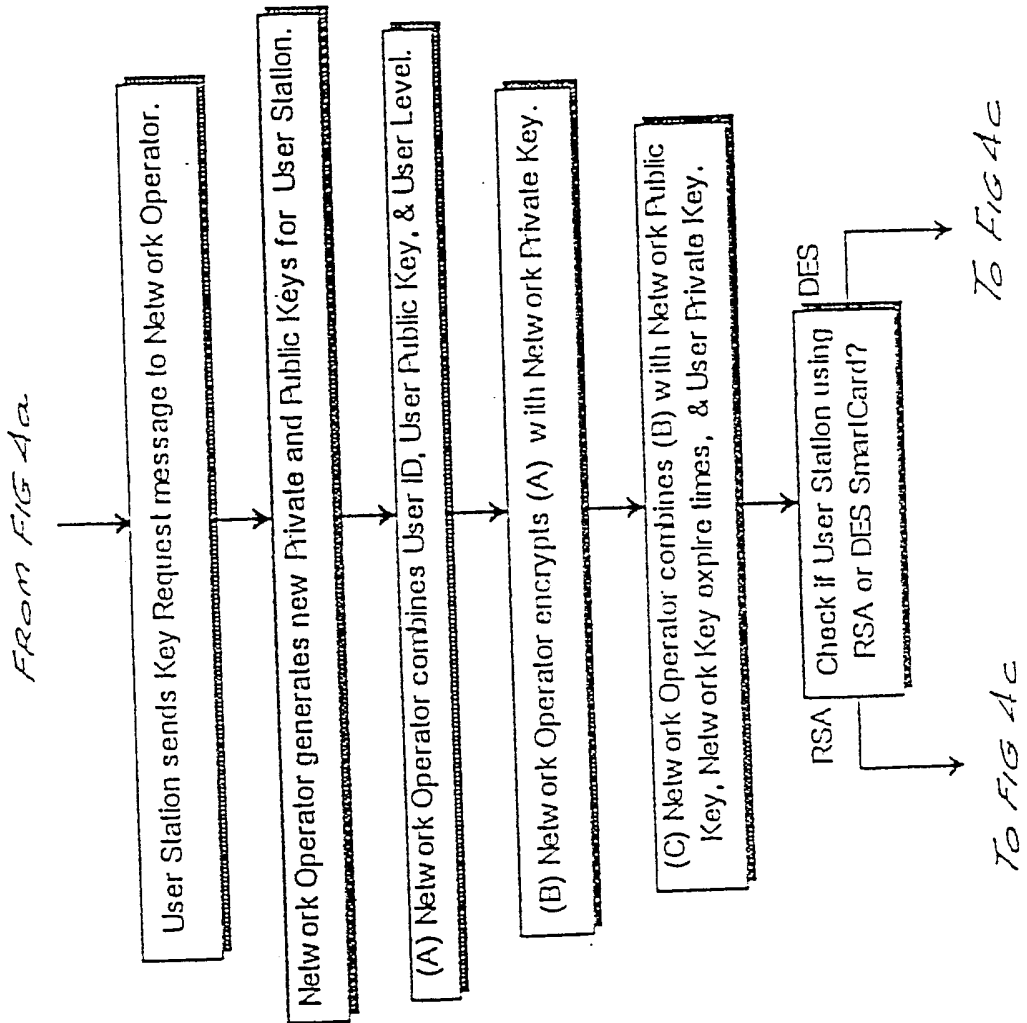 FROM FIG 4a
User Station sends Key Request message to Network Operator.
Network Operator generates new Private and Public Keys for User Station.
(A) Network Operator combines User ID, User Public Key, & User Level.
(B) Network Operator encrypts (A) with Network Private Key.
(C) Network Operator combines (B) with Network Public
Key, Network Key expire times, & User Private Key.
RSA
Check if User Station using
RSA or DES SmartCard?
DES
TO FIG 4c
TO FIG 4c